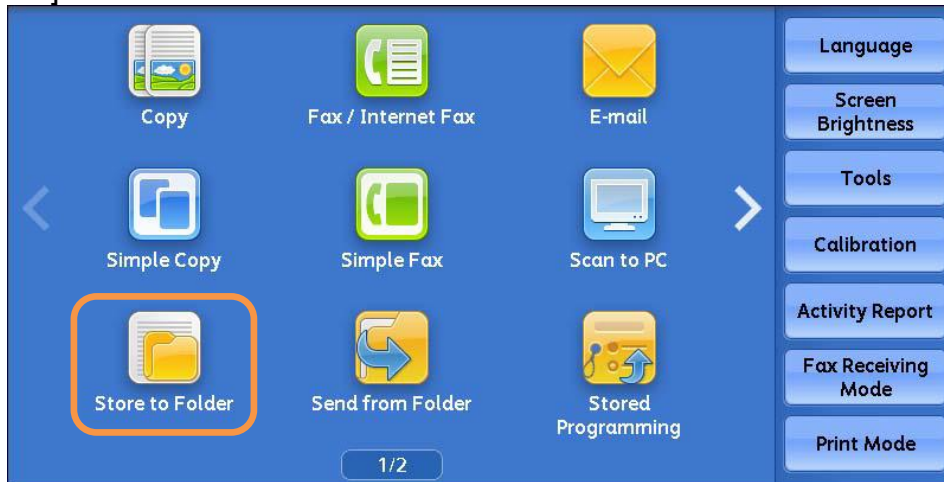 Copy
Fax / Internet Fax
E-mail
Simple Copy
Simple Fax
Scan to PC
Store to Folder
Send from Folder
Stored
Programming
1/2
Language
Screen
Brightness
Tools
Calibration
Activity Report
Fax Receiving
Mode
Print Mode